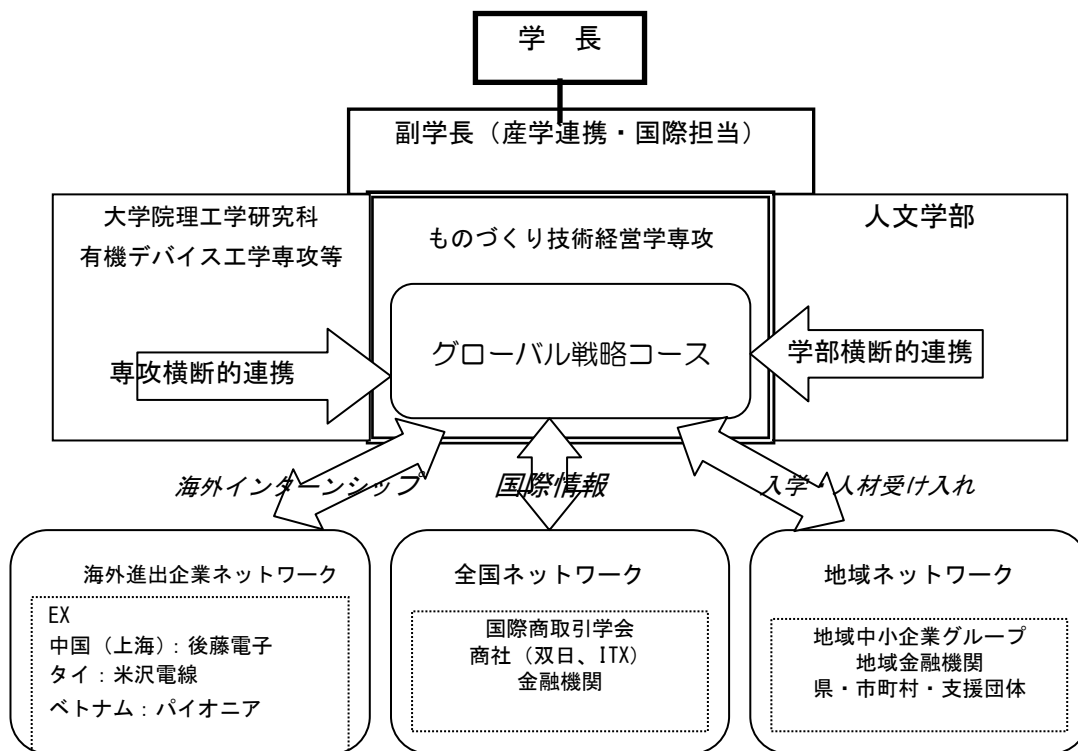 学　長
副学長（産学連携・国際担当）
大学院理工学研究科
有機デバイス工学専攻等
ものづくり技術経営学専攻
人文学部
専攻横断的連携
グローバル戦略コース
学部横断的連携
海外インターンシップ
国際情報
入学・人材受け入れ
海外進出企業ネットワーク
EX
中国（上海）：後藤電子
タイ：米沢電線
ベトナム：パイオニア
全国ネットワーク
国際商取引学会
商社（双日、ITX）
金融機関
地域ネットワーク
地域中小企業グループ
地域金融機関
県・市町村・支援団体